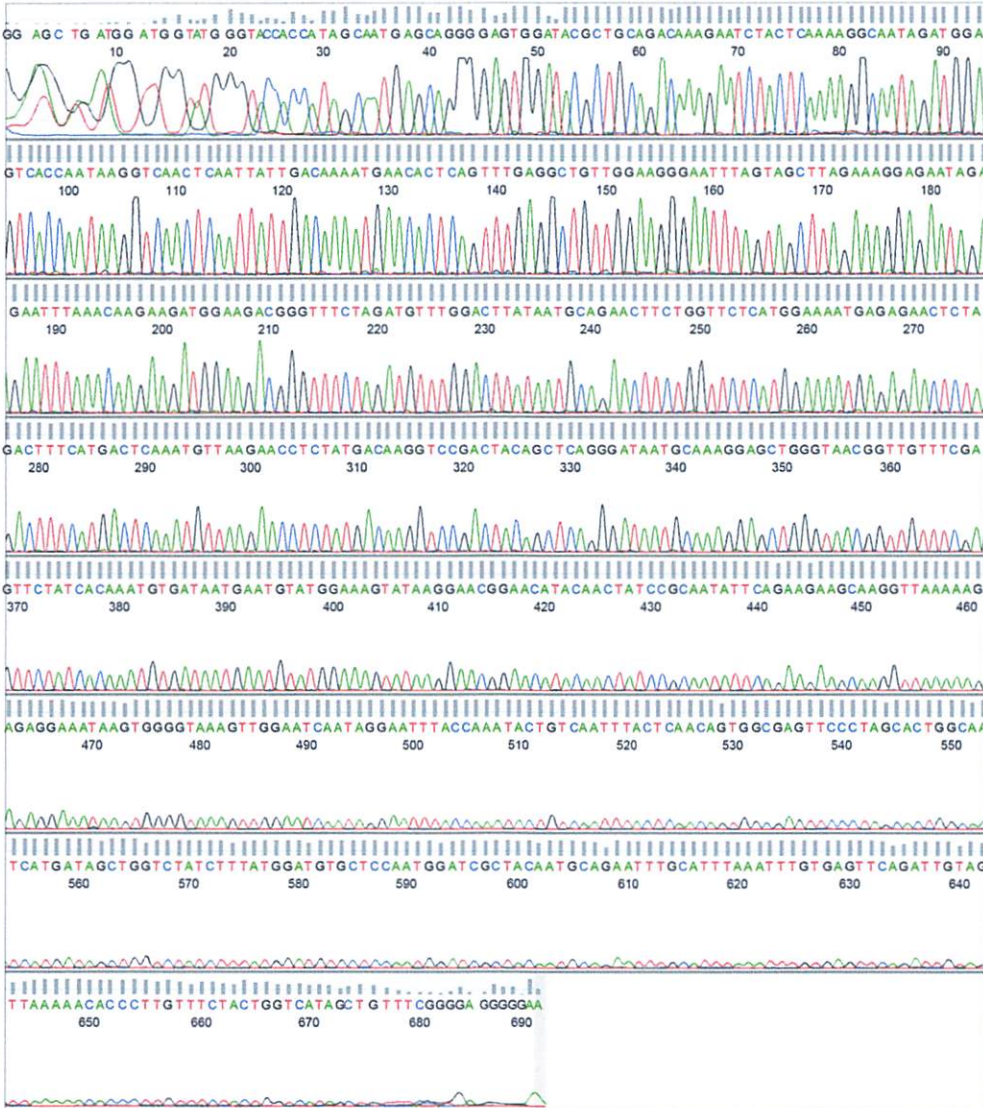 GG AGC TG ATGG ATGGTATGGGTACCACCATAGCAATGAGCAGGGGAGTGGATACGCTGCAGACAAAGAATCTACTCAAAAGGCAATAGATGGA
10 20 30 40 50 60 70 80 90
GTCACCAATAAGGTCAACTCAATTATTGACAAAATGAACACTCAGTTTGAGGCTGTTGGAAGGGAATTTAGTAGCTTAGAAAGGAGAATAGA
100 110 120 130 140 150 160 170 180
GAATTTAAACAAGAAGATGGAAGACGGGTTTCTAGATGTTTGGACTTATAATGCAGAACTTCTGGTTCTCATGGAAAATGAGAGAACTCTA
190 200 210 220 230 240 250 260 270
GACTTTCATGACTCAAATGTTAAGAACCTCTATGACAAGGTCCGACTACAGCTCAGGGATAATGCAAAGGAGCTGGGTAACGGTTGTTTCGA
280 290 300 310 320 330 340 350 360
GTTCTATCACAAATGTGATAATGAATGTATGGAAAGTATAAGGAACGGAACATACAACTATCCGCAATATTCAGAAGAAGCAAGGTTAAAAAG
370 380 390 400 410 420 430 440 450 460
AGAGGAAATAAGTGGGGTAAAGTTGGAATCAATAGGAATTTACCAAATACTGTCAATTTACTCAACAGTGGCGAGTTCCCTAGCACTGGCAA
470 480 490 500 510 520 530 540 550
TCATGATAGCTGGTCTATCTTTATGGATGTGCTCCAATGGATCGCTACAATGCAGAATTTGCATTTAAATTTGTGAGTTCAGATTGTAG
560 570 580 590 600 610 620 630 640
TTAAAAACACCCTTGTTTCTACTGGTCATAGCTGTTTCGGGGA GGGGGAA
650 660 670 680 690